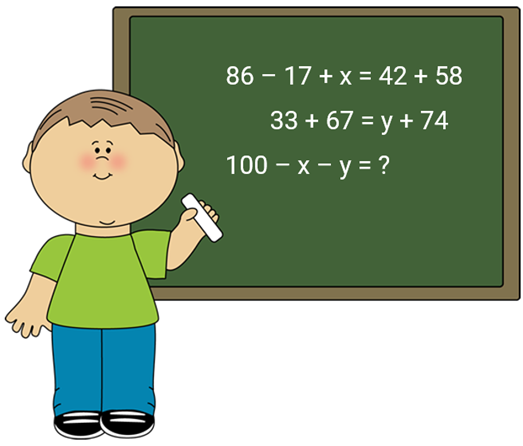 86 – 17 + x = 42 + 58
33 + 67 = y + 74
100 – x – y = ?